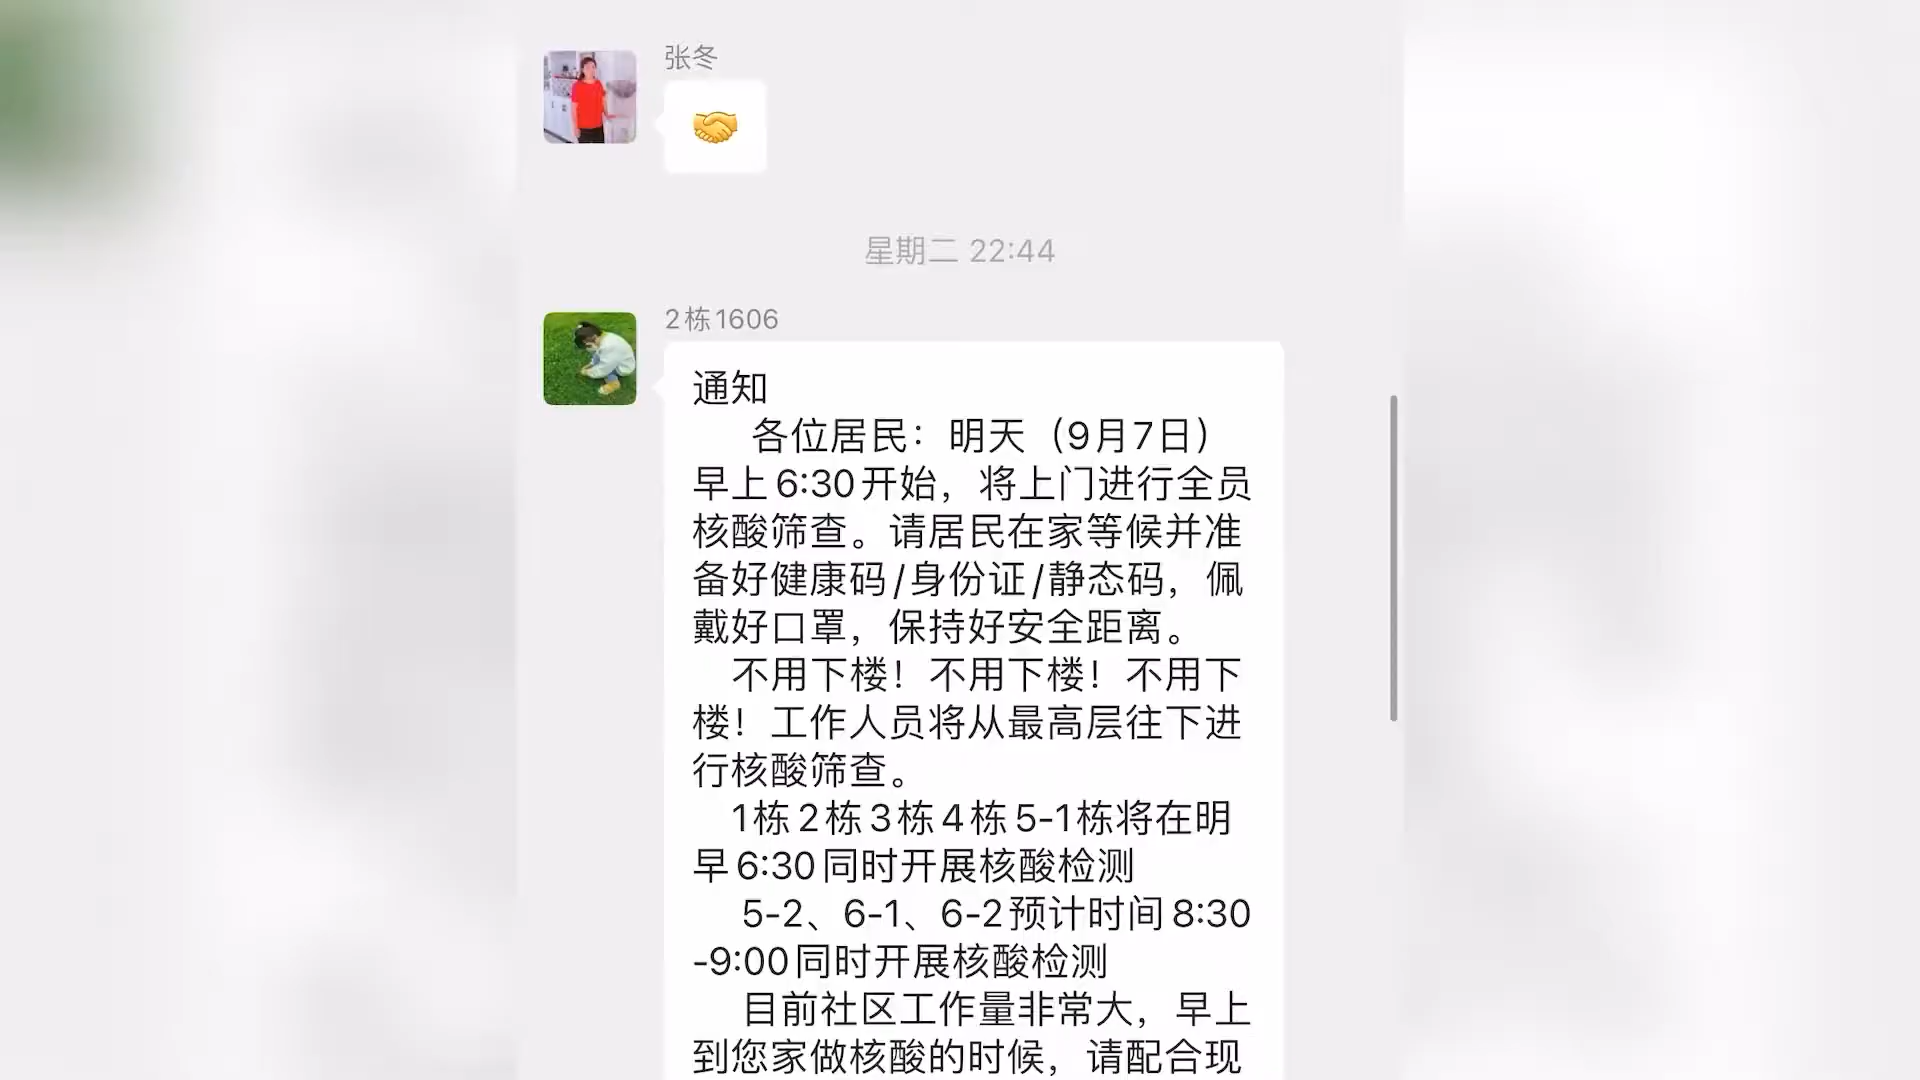 张冬
星期二 22:44
2栋1606
通知
各位居民：明天（9月7日）
早上6:30开始，将上门进行全员
核酸筛查。请居民在家等候并准
备好健康码/身份证/静态码，佩
戴好口罩，保持好安全距离。
不用下楼！不用下楼！不用下
楼！工作人员将从最高层往下进
行核酸筛查。
1栋2栋3栋4栋5-1栋将在明
早6:30同时开展核酸检测
5-2、6-1、6-2预计时间8:30
-9:00同时开展核酸检测
目前社区工作量非常大，早上
到您家做核酸的时候，请配合现